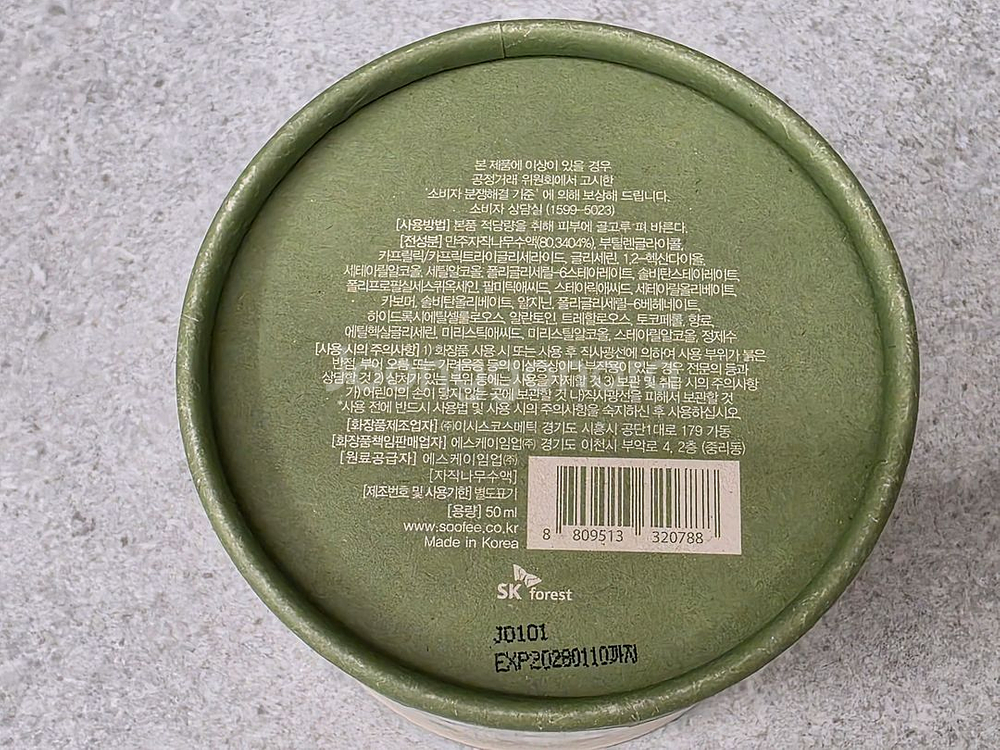 본 제품에 이상이 있을 경우
공정거래 위원회에서 고시한
'소비자 분쟁해결 기준' 에 의해 보상해 드립니다.
소비자 상담실 (1599-5023)
[사용방법] 본품 적당량을 취해 피부에 골고루 펴 바른다.
[전성분] 만주자작나무수액(80.3404%), 부틸렌글라이콜,
카프릴릭/카프릭트라이글리세라이드, 글리세린, 1,2-헥산다이올,
세테아릴알코올, 세틸알코올, 폴리글리세릴-6스테아레이트, 솔비탄스테아레이트,
폴리프로필실세스퀴옥세인, 팔미틱애씨드, 스테아릭애씨드, 세테아릴올리베이트,
카보머, 솔비탄올리베이트, 알지닌, 폴리글리세릴-6베헤네이트,
하이드록시에틸셀룰로오스, 알란토인, 트레할로오스, 토코페롤, 향료,
에틸헥실글리세린, 미리스틱애씨드, 미리스틸알코올, 스테아릴알코올, 정제수
[사용 시의 주의사항] 1) 화장품 사용 시 또는 사용 후 직사광선에 의하여 사용 부위가 붉은
반점, 부어 오름 또는 가려움증 등의 이상증상이나 부작용이 있는 경우 전문의 등과
상담할 것 2) 상처가 있는 부위 등에는 사용을 자제할 것 3) 보관 및 취급 시의 주의사항
가) 어린이의 손이 닿지 않는 곳에 보관할 것 나)직사광선을 피해서 보관할 것
*사용 전에 반드시 사용법 및 사용 시의 주의사항을 숙지하신 후 사용하십시오.
[화장품제조업자] ㈜이시스코스메틱 경기도 시흥시 공단1대로 179 가동
[화장품책임판매업자] 에스케이임업㈜ 경기도 이천시 부악로 4, 2층 (중리동)
[원료공급자] 에스케이임업㈜
[자작나무수액]
[제조번호 및 사용기한] 별도표기
[용량] 50 ml
www.soofee.co.kr
Made in Korea
8 809513 320788
SK forest
J0101
EXP20280110까지